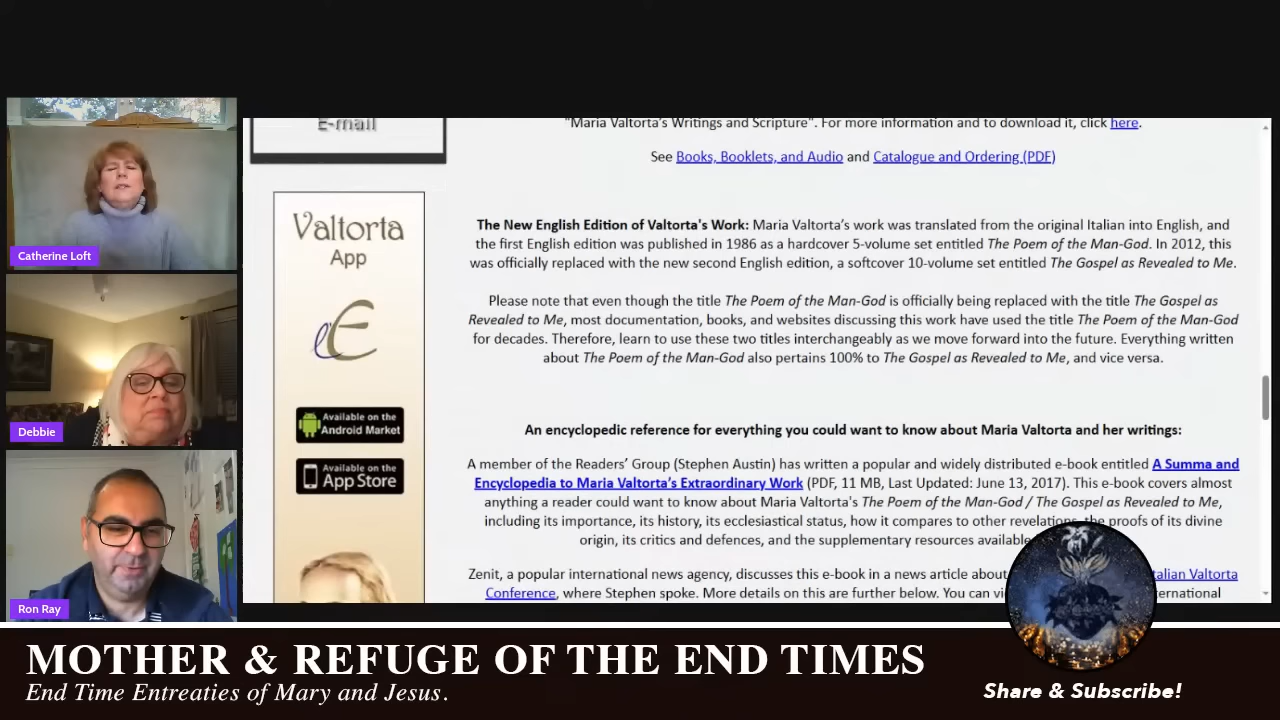 E-mail
"Maria Valtorta's Writings and Scripture". For more information and to download it, click here.
See Books, Booklets, and Audio and Catalogue and Ordering (PDF)
Catherine Loft
Debbie
Ron Ray
Valtorta
App
Available on the
Android Market
Available on the
App Store
The New English Edition of Valtorta's Work: Maria Valtorta's work was translated from the original Italian into English, and
the first English edition was published in 1986 as a hardcover 5-volume set entitled The Poem of the Man-God. In 2012, this
was officially replaced with the new second English edition, a softcover 10-volume set entitled The Gospel as Revealed to Me.
Please note that even though the title The Poem of the Man-God is officially being replaced with the title The Gospel as
Revealed to Me, most documentation, books, and websites discussing this work have used the title The Poem of the Man-God
for decades. Therefore, learn to use these two titles interchangeably as we move forward into the future. Everything written
about The Poem of the Man-God also pertains 100% to The Gospel as Revealed to Me, and vice versa.
An encyclopedic reference for everything you could want to know about Maria Valtorta and her writings:
A member of the Readers' Group (Stephen Austin) has written a popular and widely distributed e-book entitled A Summa and
Encyclopedia to Maria Valtorta's Extraordinary Work (PDF, 11 MB, Last Updated: June 13, 2017). This e-book covers almost
anything a reader could want to know about Maria Valtorta's The Poem of the Man-God / The Gospel as Revealed to Me,
including its importance, its history, its ecclesiastical status, how it compares to other revelations, the proofs of its divine
origin, its critics and defences, and the supplementary resources available
Zenit, a popular international news agency, discusses this e-book in a news article about Italian Valtorta
Conference, where Stephen spoke. More details on this are further below. You can international
MOTHER & REFUGE OF THE END TIMES
End Time Entreaties of Mary and Jesus.
Share & Subscribe!